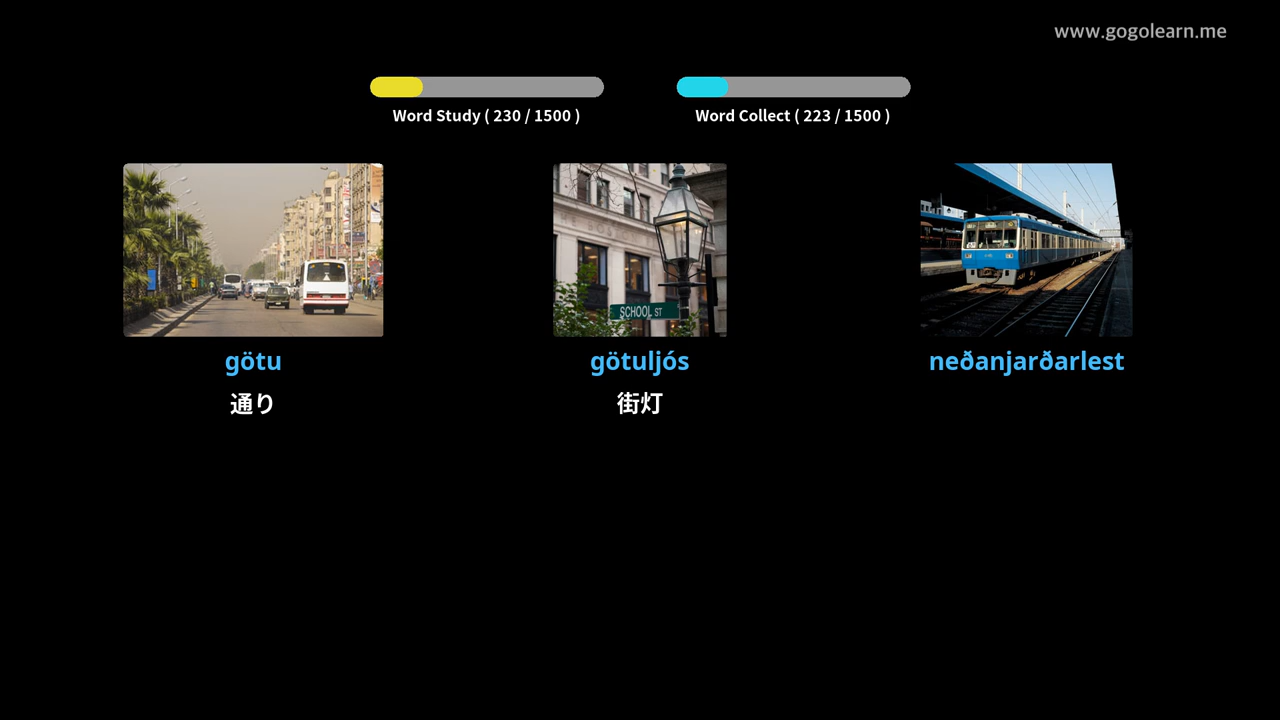 www.gogolearn.me
Word Study ( 230 / 1500 )
Word Collect ( 223 / 1500 )
SCHOOL ST
götu
götuljós
neðanjarðarlest
通り
街灯